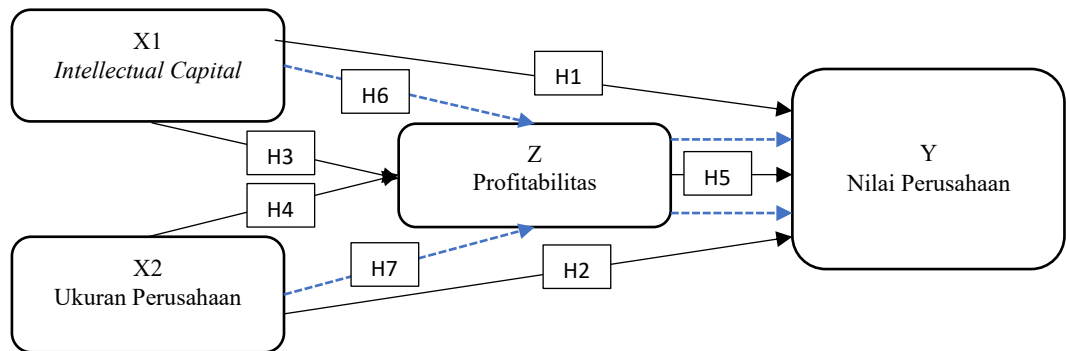 X1
Intellectual Capital
H1
H6
H3
H4
Z
Profitabilitas
H5
Y
Nilai Perusahaan
H7
H2
X2
Ukuran Perusahaan